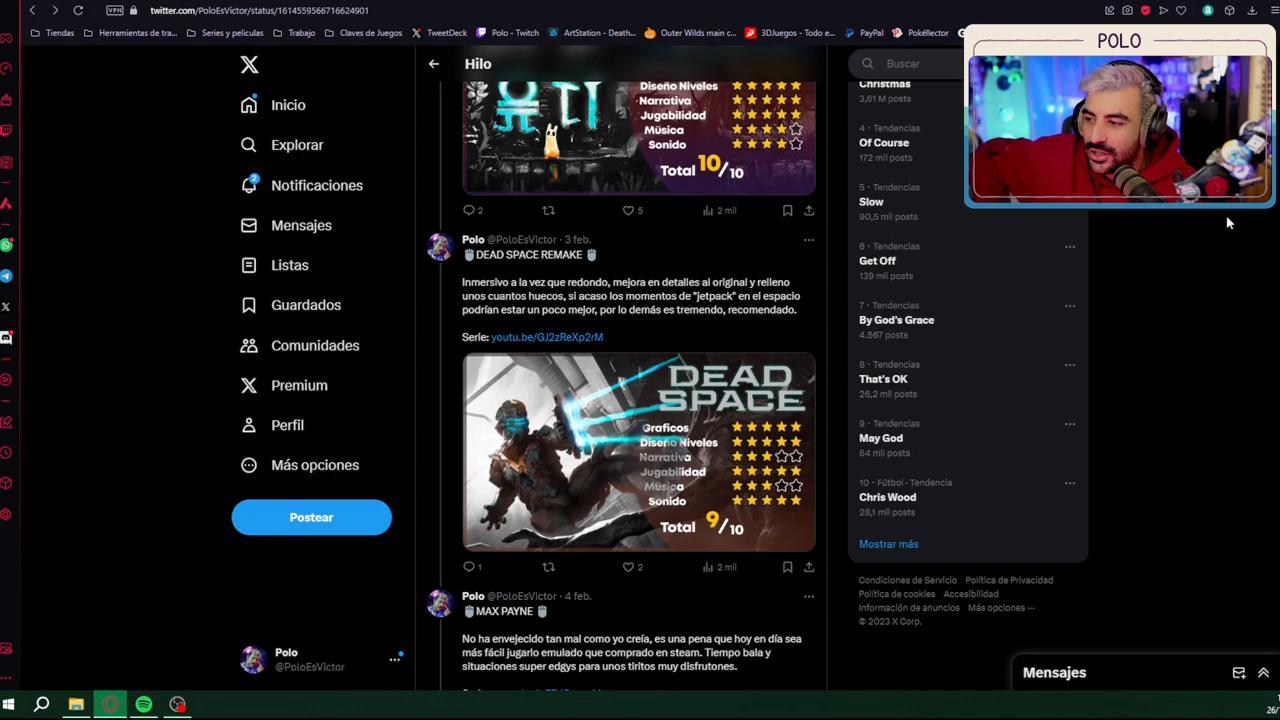 VPN
twitter.com/PoloEsVictor/status/1614559566716624901
Tiendas
Herramientas de tra...
Series y peliculas
Trabajo
Claves de Juegos
TweetDeck
Polo - Twitch
ArtStation - Death...
Outer Wilds main c...
3DJuegos - Todo e...
PayPal
Pokéllector
POLO
Inicio
Explorar
Notificaciones
2
Mensajes
Listas
Guardados
Comunidades
Premium
Perfil
Más opciones
Postear
Polo
@PoloEsVictor
Hilo
Diseño Niveles
Narrativa
Jugabilidad
Música
Sonido
Total 10/10
2
5
2 mil
Polo @PoloEsVictor · 3 feb.
DEAD SPACE REMAKE
Inmersivo a la vez que redondo, mejora en detalles al original y relleno
unos cuantos huecos, si acaso los momentos de "jetpack" en el espacio
podrían estar un poco mejor, por lo demás es tremendo, recomendado.
Serie: youtu.be/GJ2zReXp2rM
DEAD
SPACE
Graficos
Diseño Niveles
Narrativa
Jugabilidad
Música
Sonido
Total 9/10
1
2
2 mil
Polo @PoloEsVictor · 4 feb.
MAX PAYNE
No ha envejecido tan mal como yo creía, es una pena que hoy en día sea
más fácil jugarlo emulado que comprado en steam. Tiempo bala y
situaciones super edgys para unos tiritos muy disfrutones.
Buscar
Christmas
3,61 M posts
4 · Tendencias
Of Course
172 mil posts
5 · Tendencias
Slow
90,5 mil posts
6 · Tendencias
Get Off
139 mil posts
7 · Tendencias
By God's Grace
4.567 posts
8 · Tendencias
That's OK
26,2 mil posts
9 · Tendencias
May God
64 mil posts
10 · Fútbol · Tendencia
Chris Wood
28,1 mil posts
Mostrar más
Condiciones de Servicio Política de Privacidad
Política de cookies Accesibilidad
Información de anuncios Más opciones ···
© 2023 X Corp.
Mensajes
26/